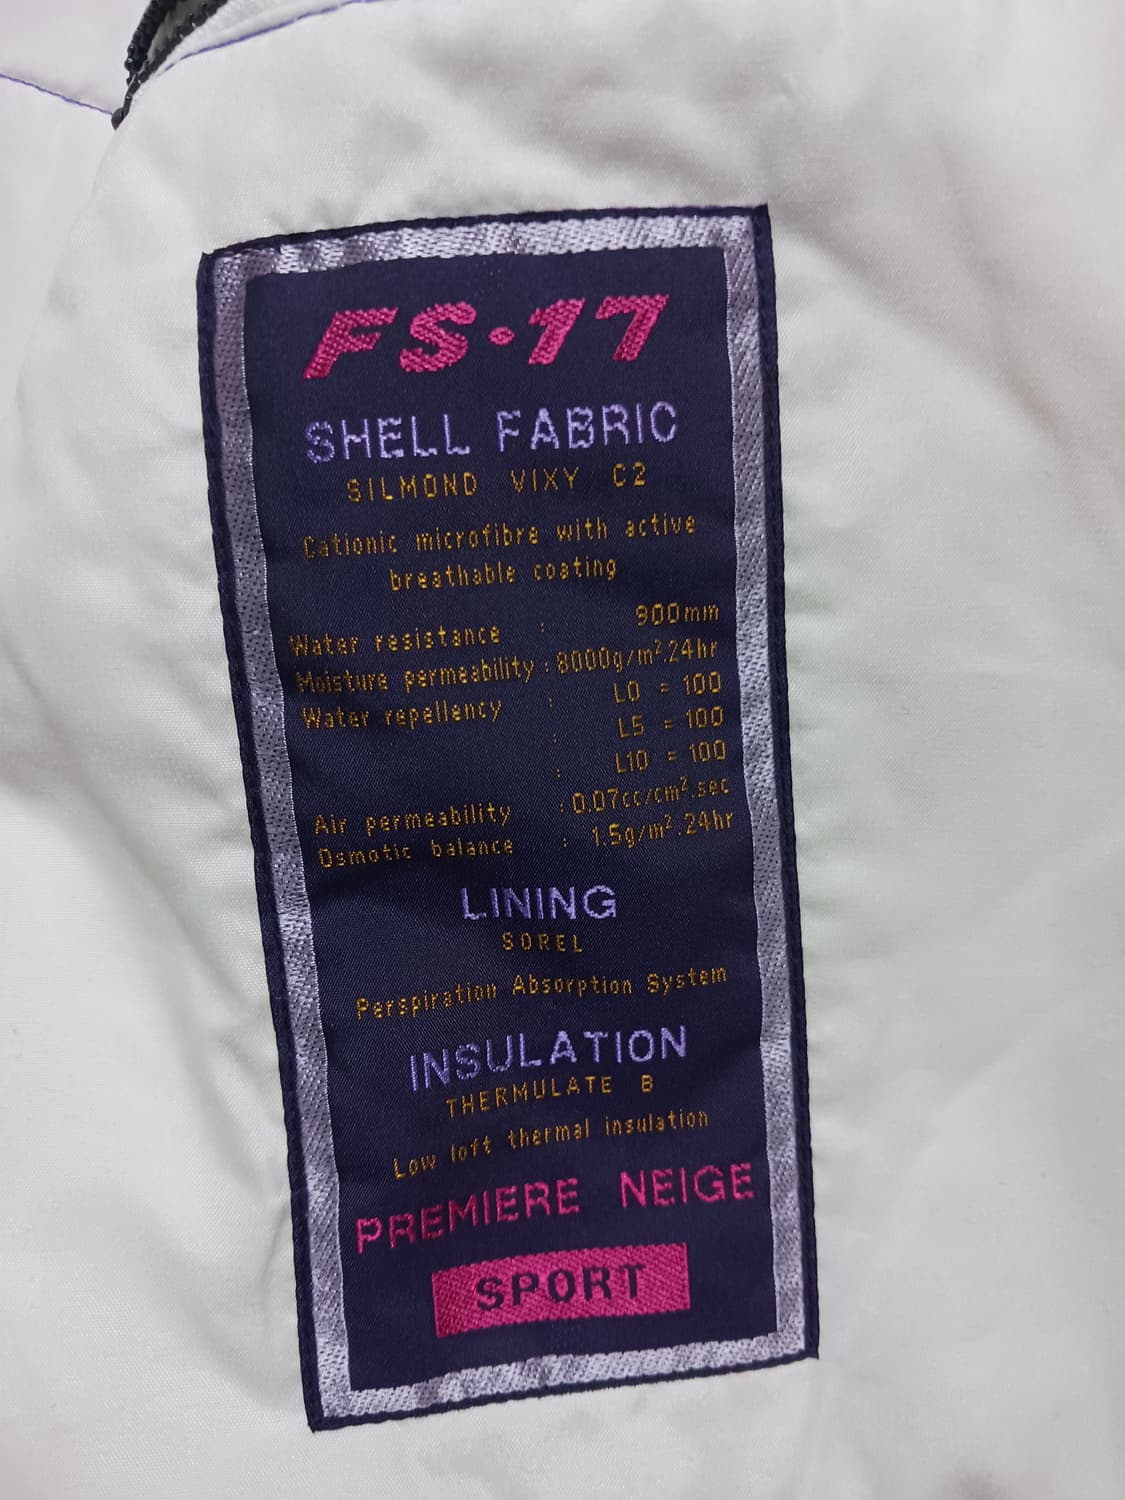 FS·17
SHELL FABRIC
SILMOND VIXY C2
Cationic microfibre with active
breathable coating
Water resistance : 900mm
Moisture permeability : 8000g/m².24hr
Water repellency : L0 = 100
: L5 = 100
: L10 = 100
Air permeability : 0.07cc/cm².sec
Osmotic balance : 1.5g/m².24hr
LINING
SOREL
Perspiration Absorption System
INSULATION
THERMULATE B
Low loft thermal insulation
PREMIERE NEIGE
SPORT